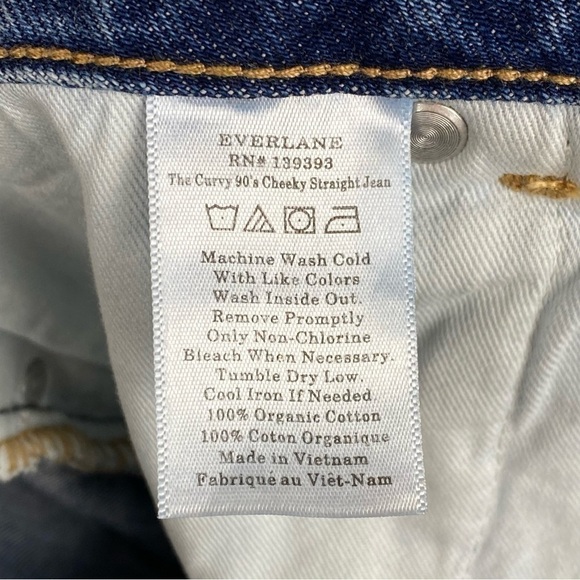 EVERLANE
RN# 139393
The Curvy 90's Cheeky Straight Jean
Machine Wash Cold
With Like Colors
Wash Inside Out.
Remove Promptly
Only Non-Chlorine
Bleach When Necessary.
Tumble Dry Low.
Cool Iron If Needed
100% Organic Cotton
100% Coton Organique
Made in Vietnam
Fabriqué au Viêt-Nam